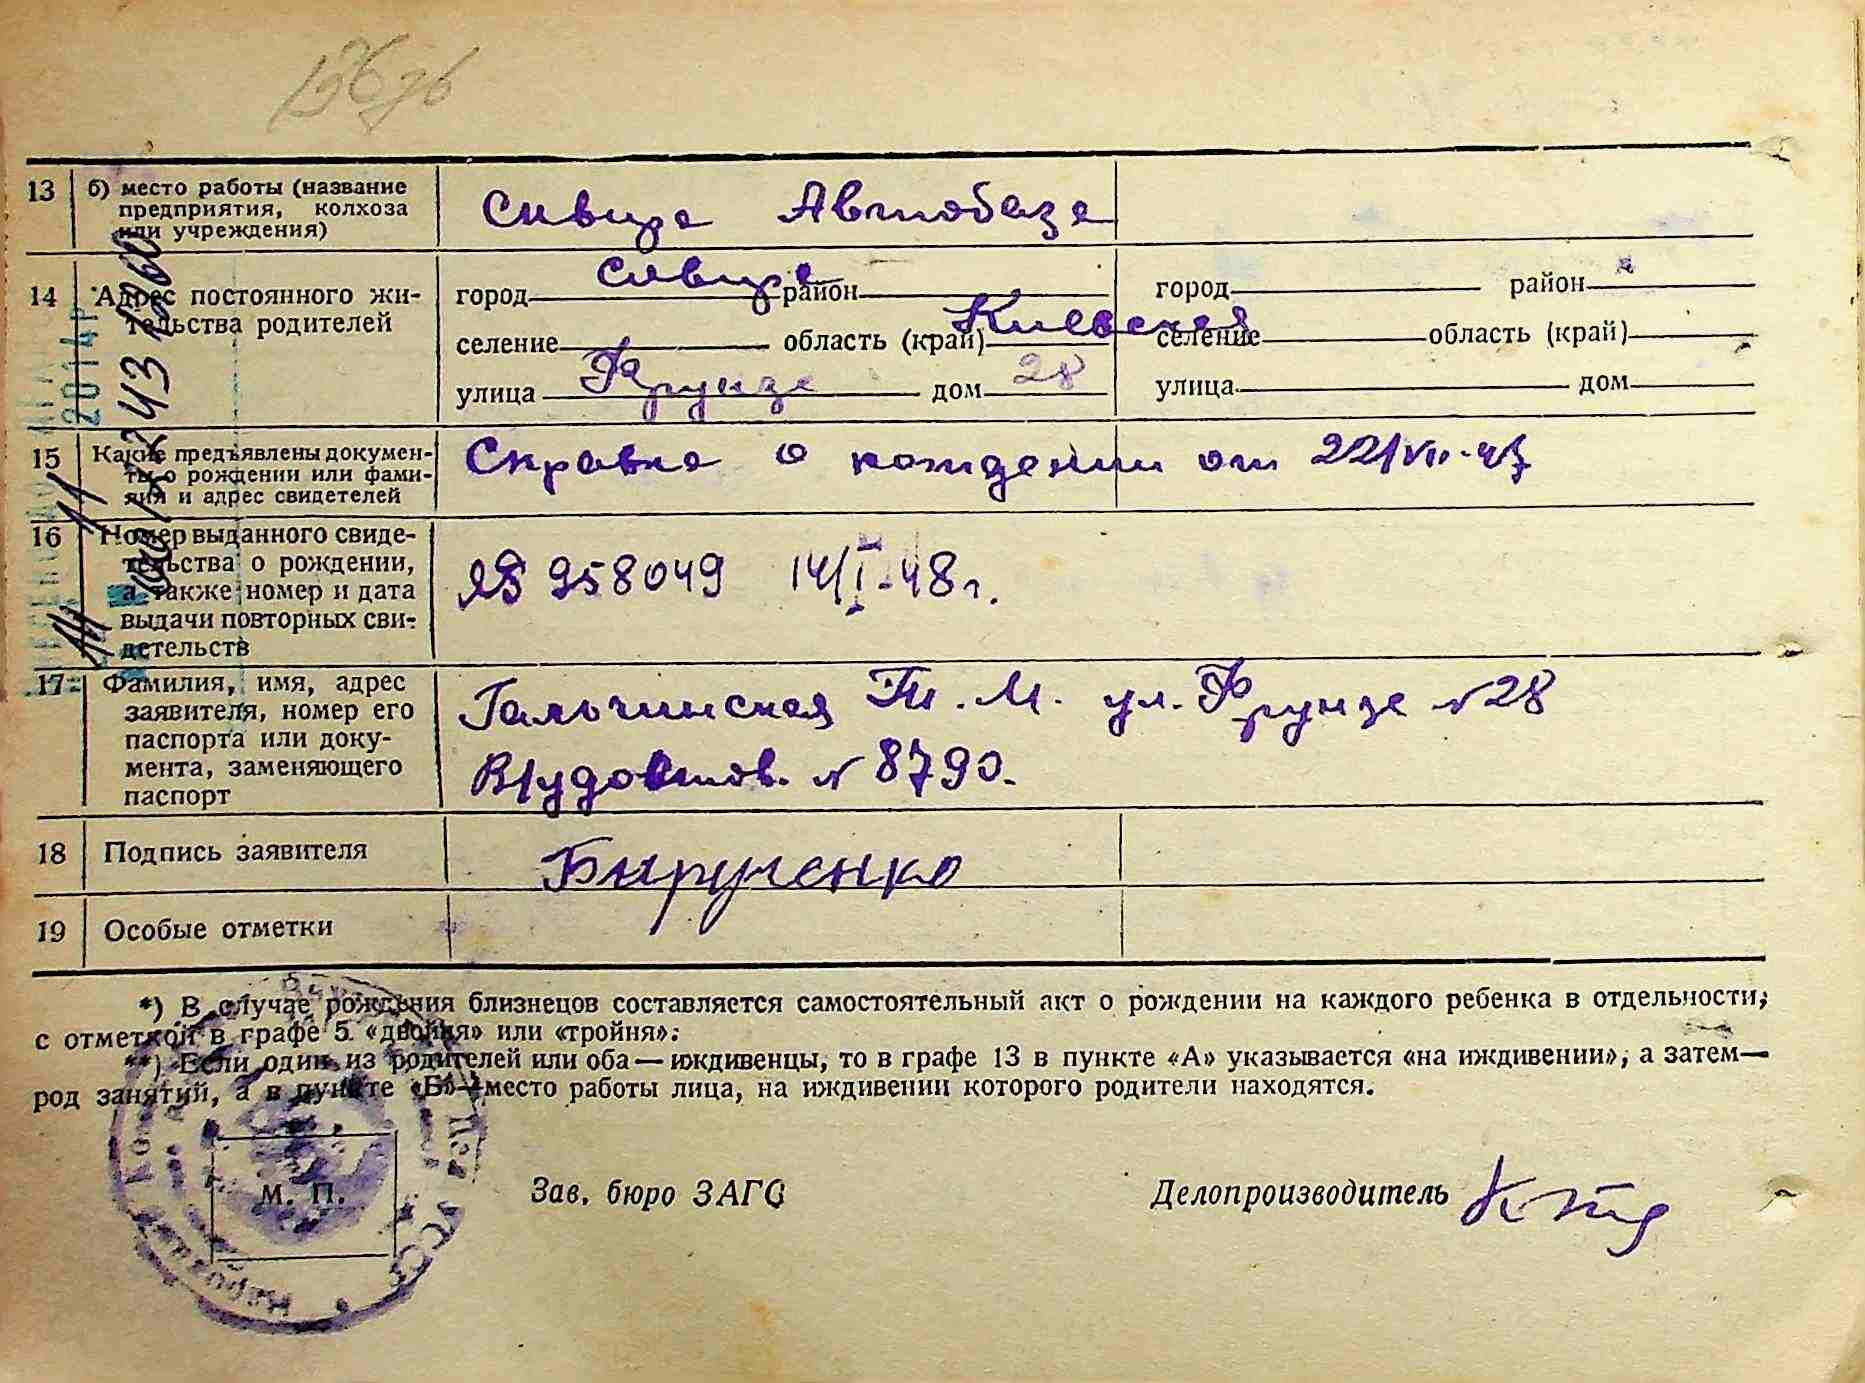 13 б) место работы (название предприятия, колхоза или учреждения) Сквира Автобаза
14 Адрес постоянного жительства родителей
город Сквира район
область (край) Киевская
селение
улица Фрунзе дом 28
город район
селение область (край)
улица дом
15 Какие предъявлены документы о рождении или фамилия и адрес свидетелей Справка о рождении от 22/VII-47
16 Номер выданного свидетельства о рождении, а также номер и дата выдачи повторных свидетельств 958049 14/I-48 г.
17 Фамилия, имя, адрес заявителя, номер его паспорта или документа, заменяющего паспорт
Гальчинская М. ул. Фрунзе №28
№ 8790.
18 Подпись заявителя
19 Особые отметки
*) В случае рождения близнецов составляется самостоятельный акт о рождении на каждого ребенка в отдельности,
с отметкой в графе 5 «двойня» или «тройня».
**) Если один из родителей или оба — иждивенцы, то в графе 13 в пункте «А» указывается «на иждивении», а затем—
род занятий, а в пункте «Б»—место работы лица, на иждивении которого родители находятся.
М. П.
Зав. бюро ЗАГС
Делопроизводитель
2014